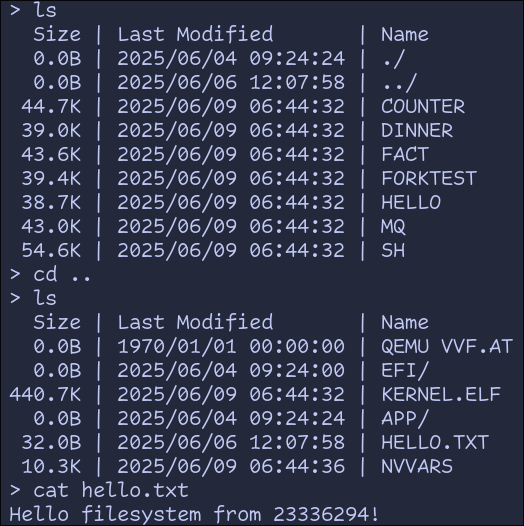 > ls
Size | Last Modified | Name
0.0B | 2025/06/04 09:24:24 | ./
0.0B | 2025/06/06 12:07:58 | ../
44.7K | 2025/06/09 06:44:32 | COUNTER
39.0K | 2025/06/09 06:44:32 | DINNER
43.6K | 2025/06/09 06:44:32 | FACT
39.4K | 2025/06/09 06:44:32 | FORKTEST
38.7K | 2025/06/09 06:44:32 | HELLO
43.0K | 2025/06/09 06:44:32 | MQ
54.6K | 2025/06/09 06:44:32 | SH
> cd ..
> ls
Size | Last Modified | Name
0.0B | 1970/01/01 00:00:00 | QEMU VVF.AT
0.0B | 2025/06/04 09:24:00 | EFI/
440.7K | 2025/06/09 06:44:32 | KERNEL.ELF
0.0B | 2025/06/04 09:24:24 | APP/
32.0B | 2025/06/06 12:07:58 | HELLO.TXT
10.3K | 2025/06/09 06:44:36 | NVVARS
> cat hello.txt
Hello filesystem from 23336294!